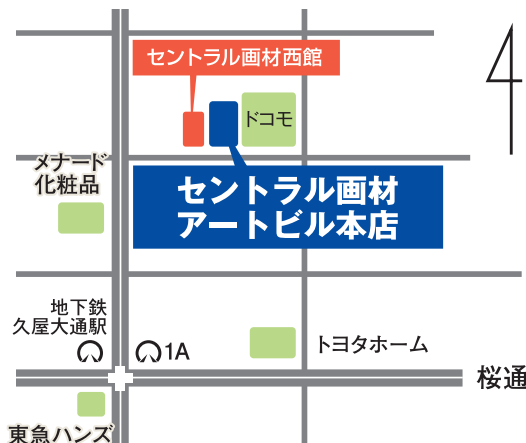 セントラル画材西館
ドコモ
メナード
化粧品
セントラル画材
アートビル本店
地下鉄
久屋大通駅
1A
トヨタホーム
桜通
東急ハンズ